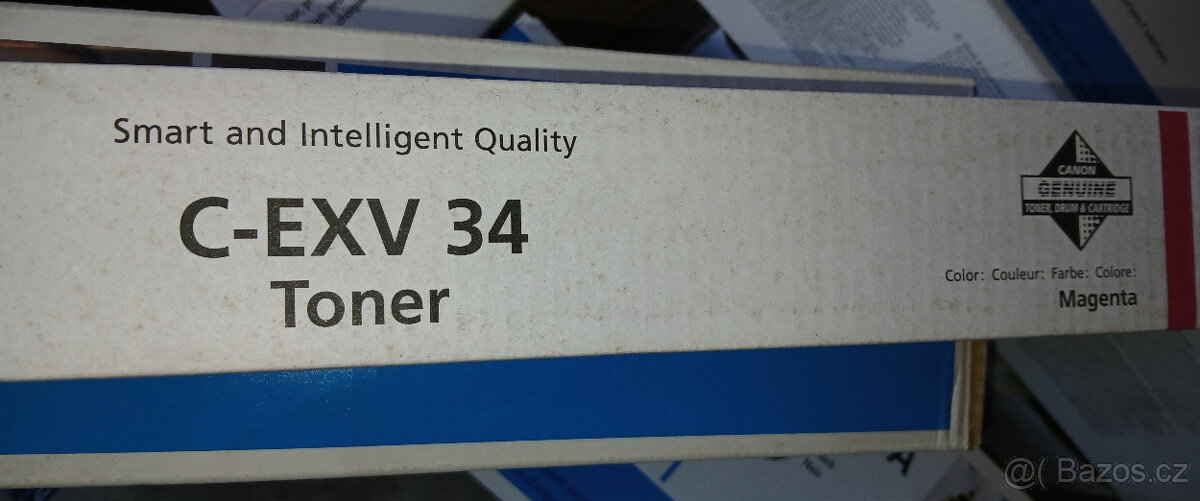 Smart and Intelligent Quality
C-EXV 34
Toner
CANON
GENUINE
TONER, DRUM & CARTRIDGE
Color: Couleur: Farbe: Colore:
Magenta
@( Bazos.cz